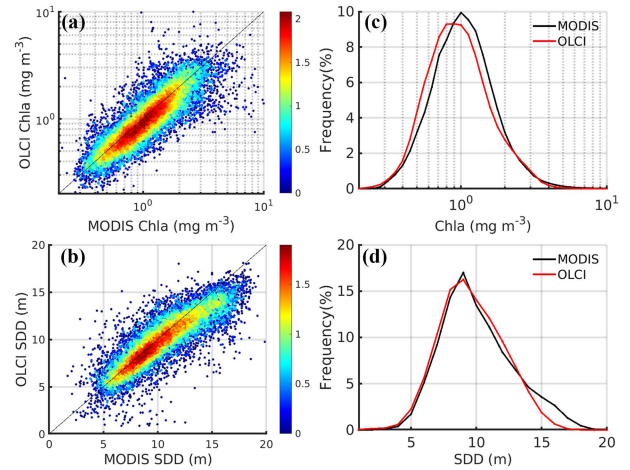 (a)
OLCI Chla (mg m⁻³)
10¹
10⁰
10⁰
10¹
MODIS Chla (mg m⁻³)
2
1.5
1
0.5
0
(c)
MODIS
OLCI
Frequency(%)
10
8
6
4
2
0
10⁰
10¹
Chla (mg m⁻³)
(b)
OLCI SDD (m)
20
15
10
5
0
0
5
10
15
20
MODIS SDD (m)
1.5
1
0.5
0
(d)
MODIS
OLCI
Frequency(%)
20
15
10
5
0
5
10
15
20
SDD (m)